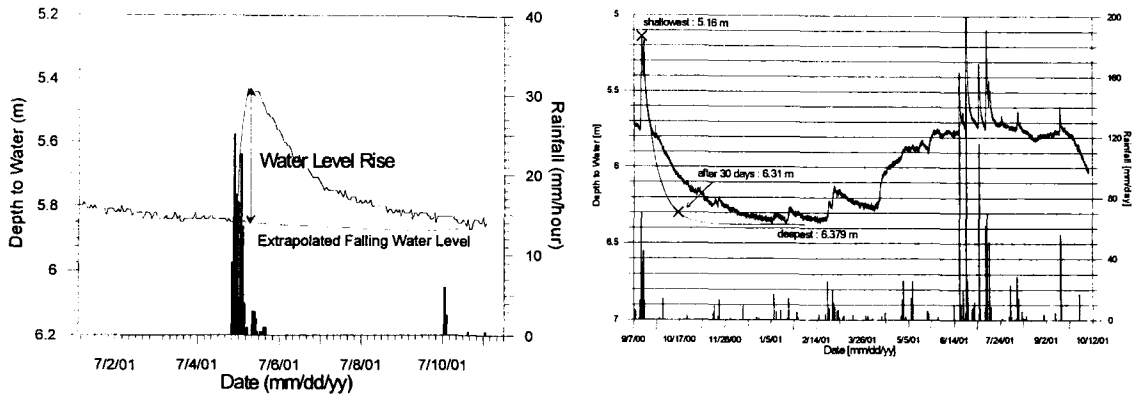 5.2
5.4
5.6
5.8
6
6.2
Depth to Water (m)
40
30
20
10
0
Rainfall (mm/hour)
Water Level Rise
Extrapolated Falling Water Level
7/2/01 7/4/01 7/6/01 7/8/01 7/10/01
Date (mm/dd/yy)
5
5.5
6
6.5
7
Depth to Water [m]
200
160
120
80
40
0
Rainfall [mm/day]
shallowest : 5.16 m
after 30 days : 6.31 m
deepest : 6.379 m
9/7/00 10/17/00 11/28/00 1/5/01 2/14/01 3/26/01 5/5/01 6/14/01 7/24/01 9/2/01 10/12/01
Date [mm/dd/yy]